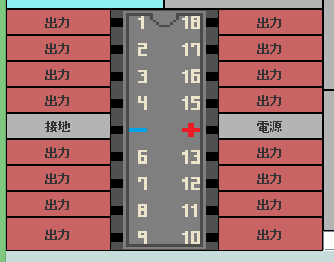 出力 1 18 出力
出力 2 17 出力
出力 3 16 出力
出力 4 15 出力
接地 - + 電源
出力 6 13 出力
出力 7 12 出力
出力 8 11 出力
出力 9 10 出力